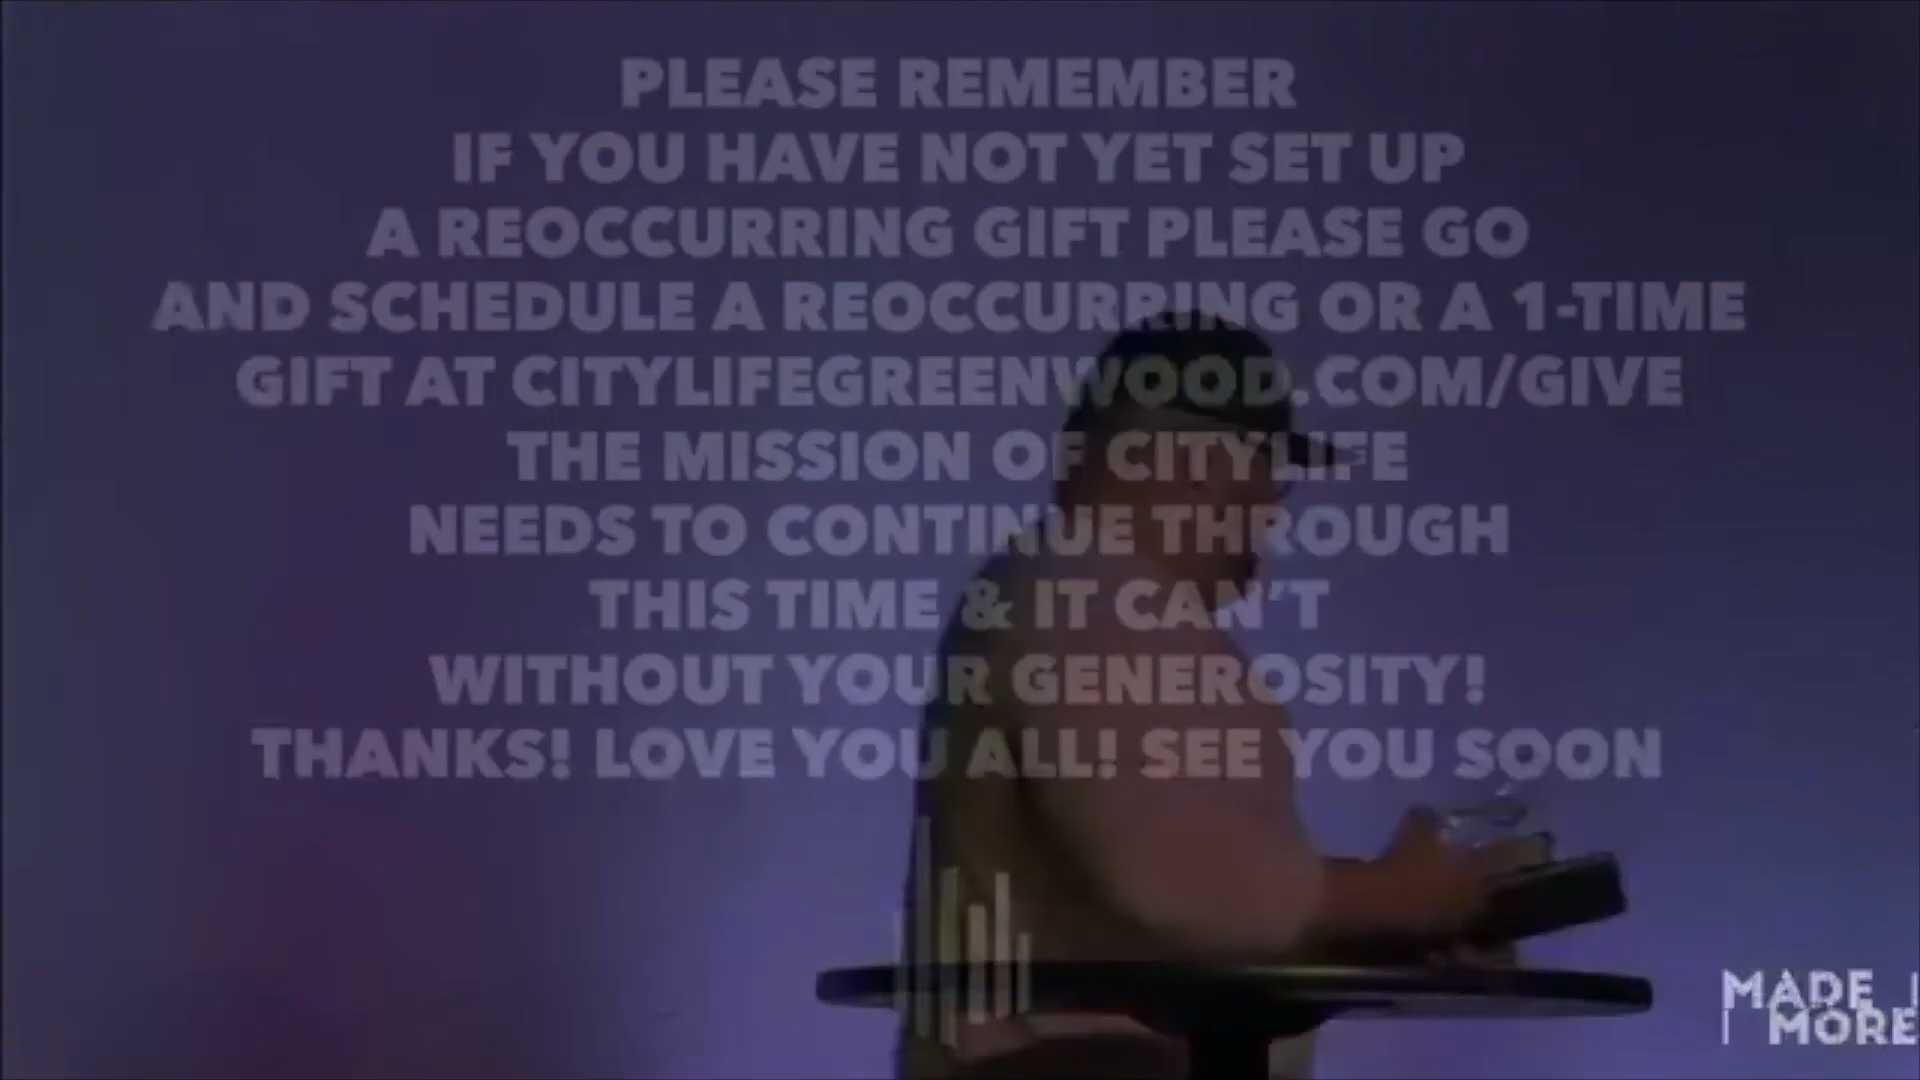 PLEASE REMEMBER
IF YOU HAVE NOT YET SET UP
A REOCCURRING GIFT PLEASE GO
AND SCHEDULE A REOCCURRING OR A 1-TIME
GIFT AT CITYLIFEGREENWOOD.COM/GIVE
THE MISSION OF CITYLIFE
NEEDS TO CONTINUE THROUGH
THIS TIME & IT CAN'T
WITHOUT YOUR GENEROSITY!
THANKS! LOVE YOU ALL! SEE YOU SOON
MADE
MORE